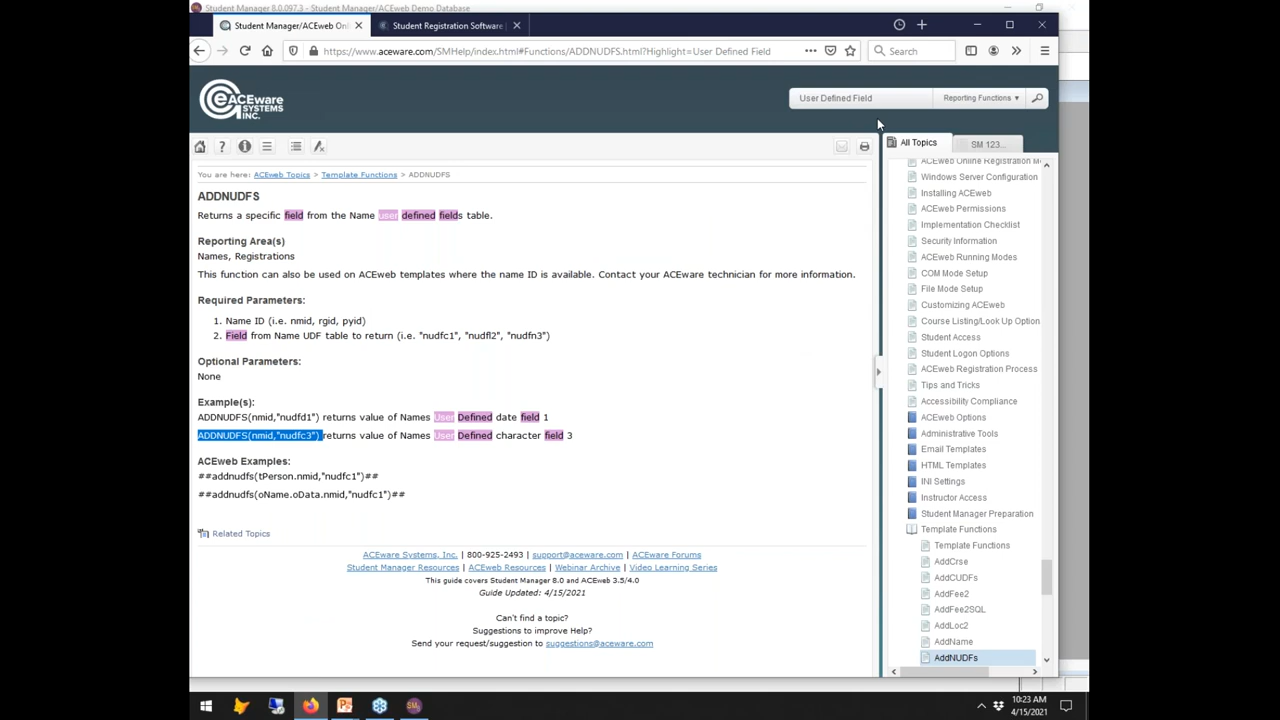 Student Manager 8.0.097.3 - ACEware/ACEweb Demo Database
Student Manager/ACEweb Onl
Student Registration Software
https://www.aceware.com/SMHelp/index.html#Functions/ADDNUDFS.html?Highlight=User Defined Field
Search
ACEware
SYSTEMS
INC.
User Defined Field
Reporting Functions
All Topics
SM 123...
You are here: ACEweb Topics > Template Functions > ADDNUDFS
ADDNUDFS
Returns a specific field from the Name user defined fields table.
Reporting Area(s)
Names, Registrations
This function can also be used on ACEweb templates where the name ID is available. Contact your ACEware technician for more information.
Required Parameters:
1. Name ID (i.e. nmid, rgid, pyid)
2. Field from Name UDF table to return (i.e. "nudfc1", "nudfl2", "nudfn3")
Optional Parameters:
None
Example(s):
ADDNUDFS(nmid,"nudfd1") returns value of Names User Defined date field 1
ADDNUDFS(nmid,"nudfc3") returns value of Names User Defined character field 3
ACEweb Examples:
##addnudfs(tPerson.nmid,"nudfc1")##
##addnudfs(oName.oData.nmid,"nudfc1")##
Related Topics
ACEware Systems, Inc. | 800-925-2493 | support@aceware.com | ACEware Forums
Student Manager Resources | ACEweb Resources | Webinar Archive | Video Learning Series
This guide covers Student Manager 8.0 and ACEweb 3.5/4.0
Guide Updated: 4/15/2021
Can't find a topic?
Suggestions to improve Help?
Send your request/suggestion to suggestions@aceware.com
ACEweb Online Registration M
Windows Server Configuration
Installing ACEweb
ACEweb Permissions
Implementation Checklist
Security Information
ACEweb Running Modes
COM Mode Setup
File Mode Setup
Customizing ACEweb
Course Listing/Look Up Option
Student Access
Student Logon Options
ACEweb Registration Process
Tips and Tricks
Accessibility Compliance
ACEweb Options
Administrative Tools
Email Templates
HTML Templates
INI Settings
Instructor Access
Student Manager Preparation
Template Functions
Template Functions
AddCrse
AddCUDFs
AddFee2
AddFee2SQL
AddLoc2
AddName
AddNUDFs
10:23 AM
4/15/2021